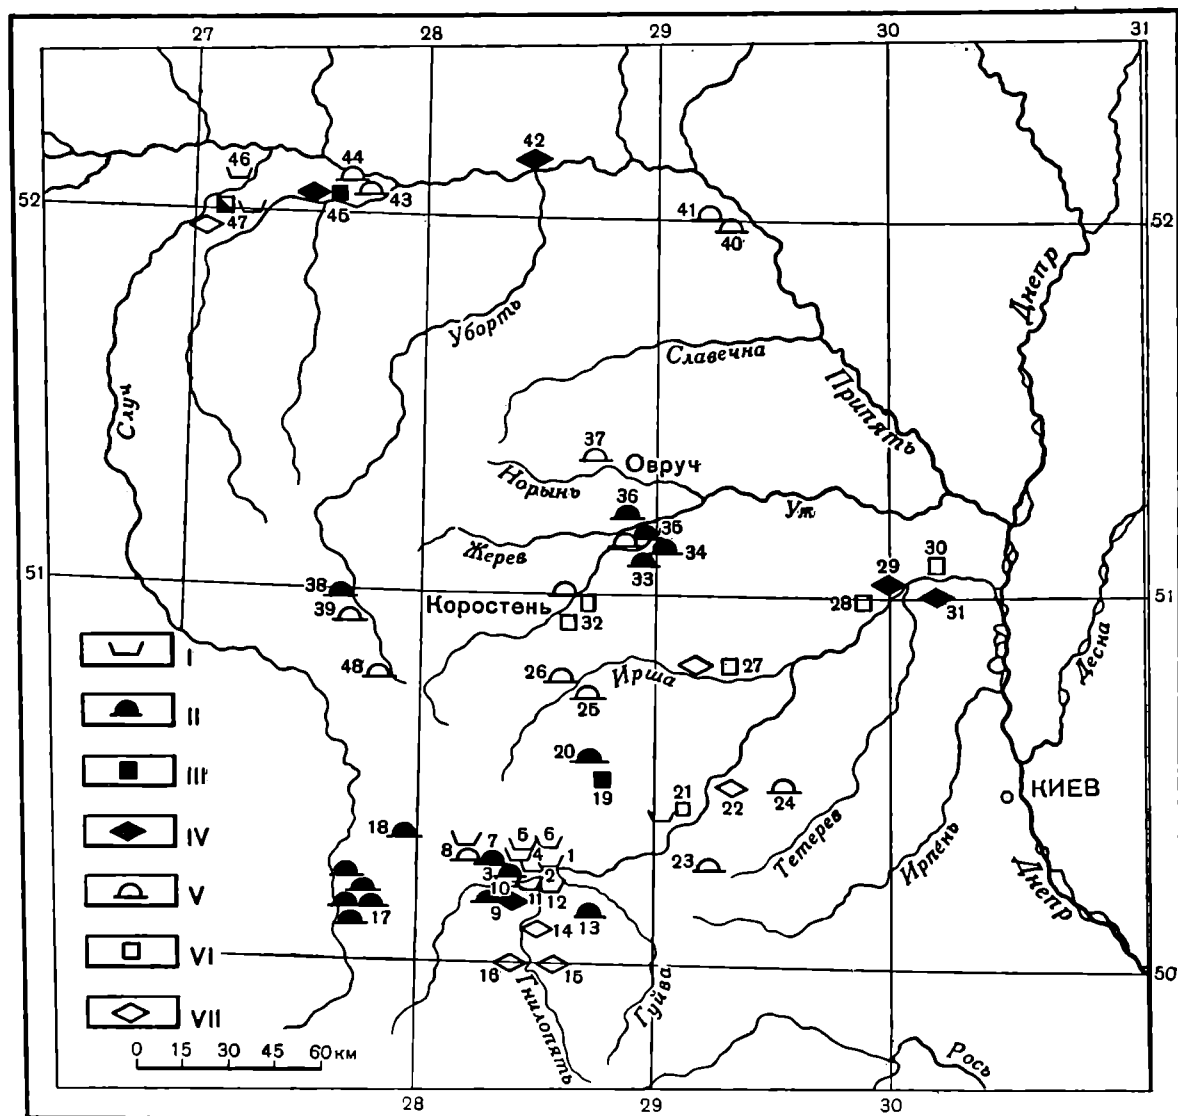 27 28 29 30 31
42
44
46
43
52
45
47
41
40
52
Днепр
Уборть
Славечна
Случ
Припять
37
Овруч
Норынь
36
Уж
35
Жерев
34
33
30
29
51
38
28
31
51
39
Коростень
32
Десна
I
48
26
Ирша
27
25
II
20
III
19
21
22
24
КИЕВ
IV
18
5 6
7
8
4 1
3
2
23
Тетерев
Ирпень
V
10
11 12
9
17
13
Днепр
VI
14
16
15
50
VII
Гнилопять
Гуйва
0 15 30 45 60 км
Рось
28 29 30